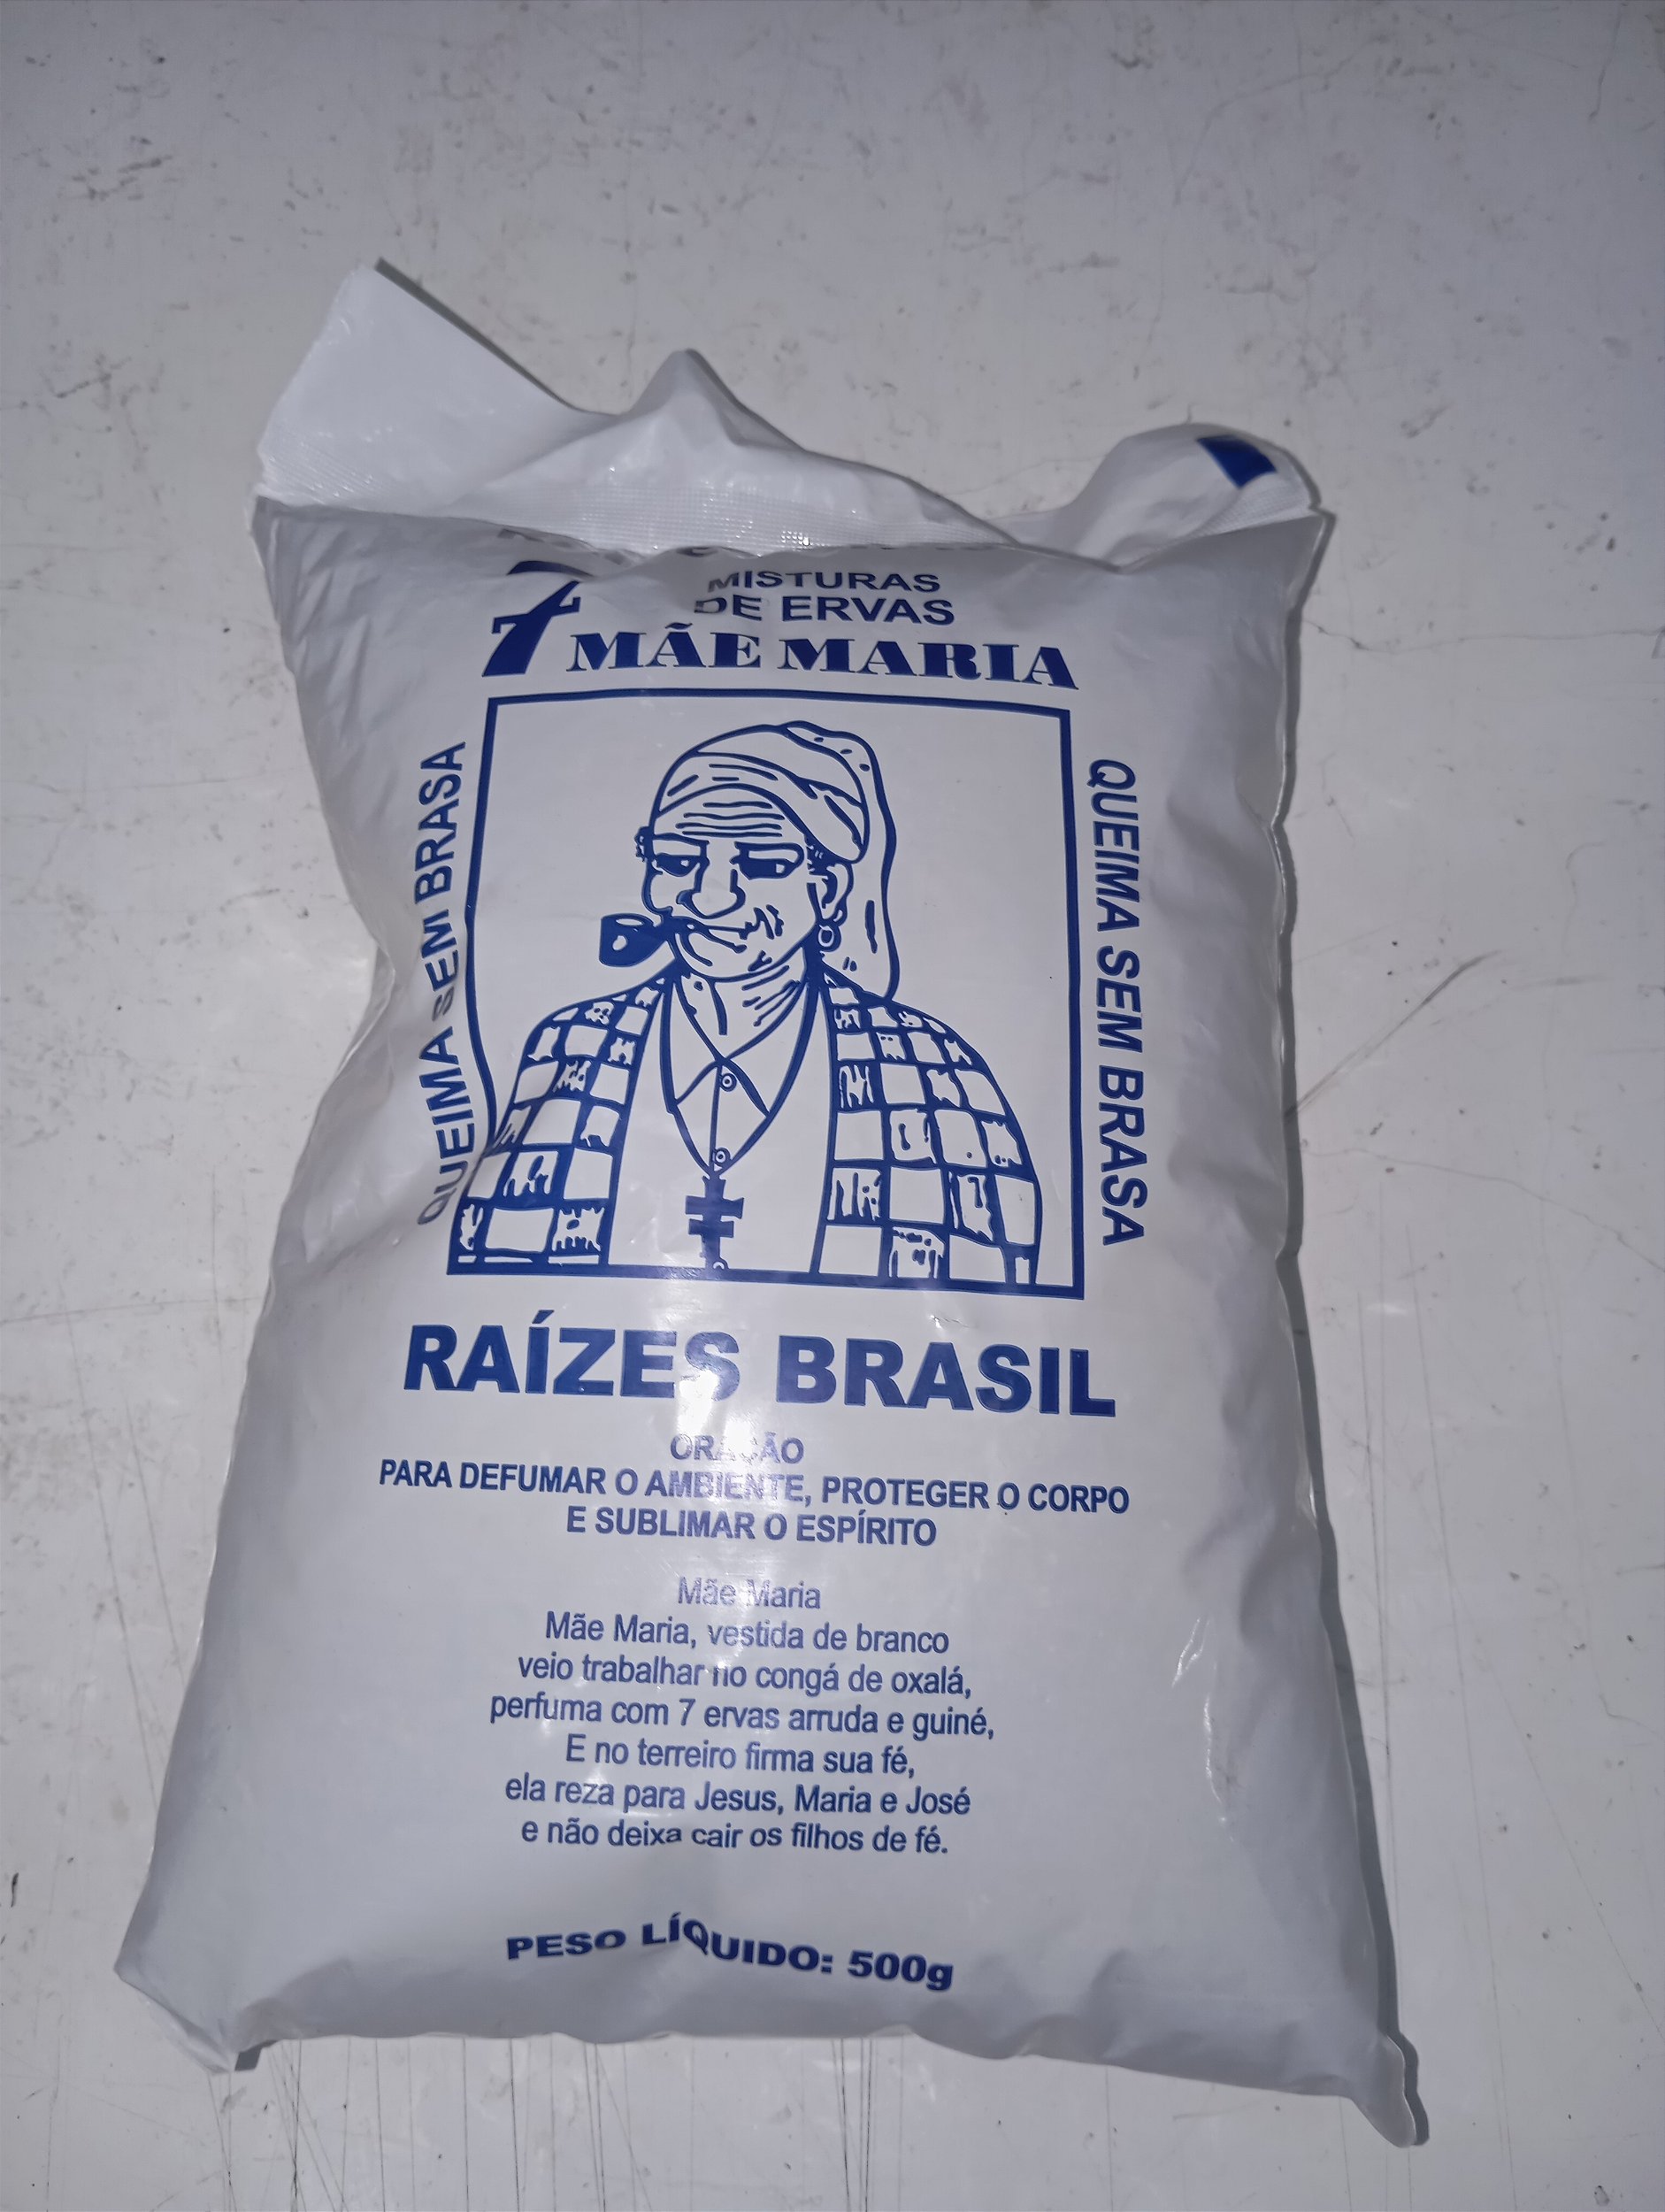 7 MISTURAS
DE ERVAS
MÃE MARIA
QUEIMA SEM BRASA
QUEIMA SEM BRASA
RAÍZES BRASIL
ORAÇÃO
PARA DEFUMAR O AMBIENTE, PROTEGER O CORPO
E SUBLIMAR O ESPÍRITO
Mãe Maria
Mãe Maria, vestida de branco
veio trabalhar no congá de oxalá,
perfuma com 7 ervas arruda e guiné,
E no terreiro firma sua fé,
ela reza para Jesus, Maria e José
e não deixa cair os filhos de fé.
PESO LÍQUIDO: 500g